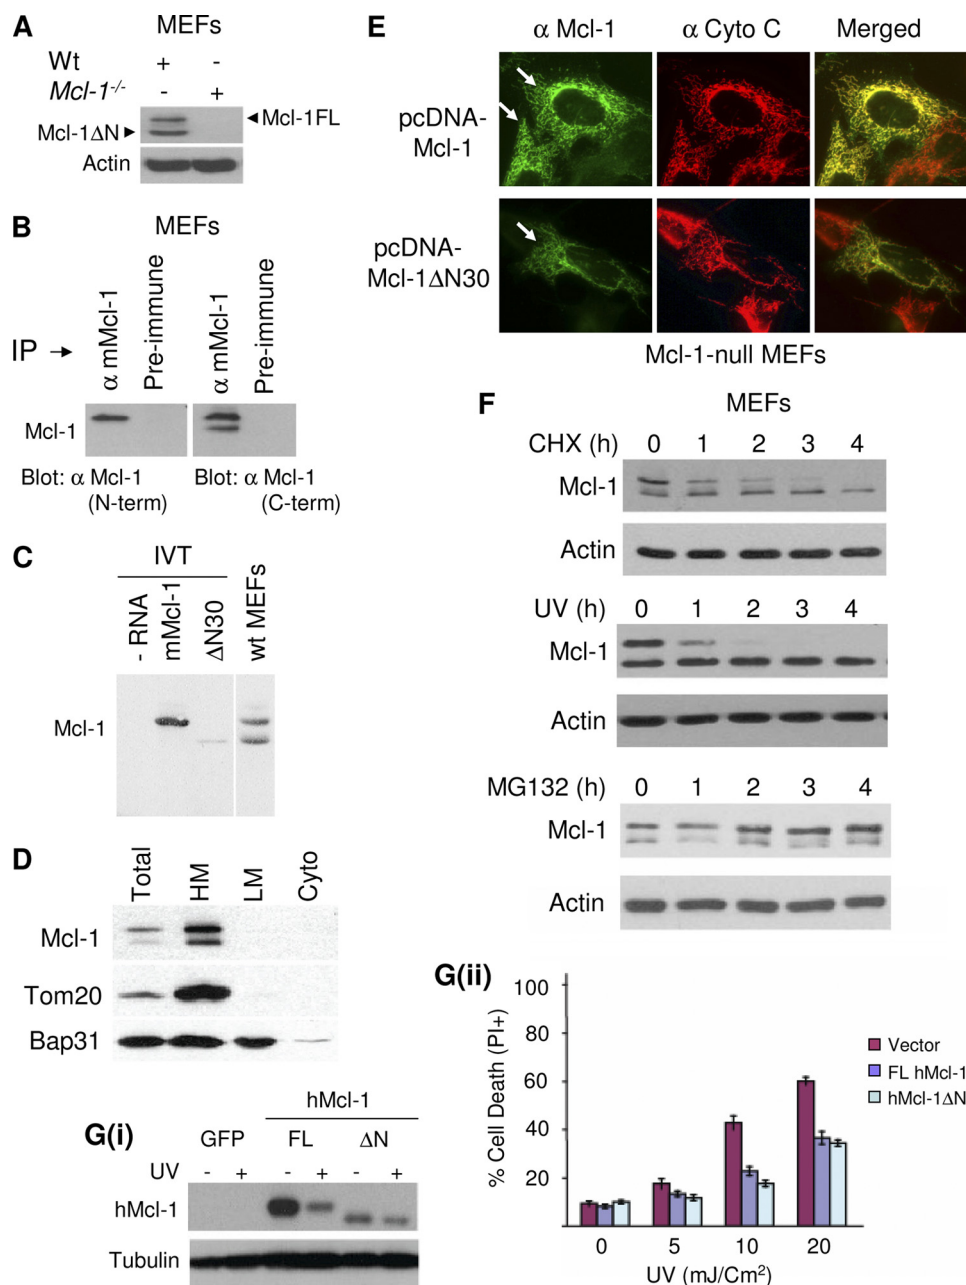 A
MEFs
Wt + -
Mcl-1-/- - +
Mcl-1ΔN
Mcl-1FL
Actin
B
MEFs
IP →
α mMcl-1
Pre-immune
α mMcl-1
Pre-immune
Mcl-1
Blot: α Mcl-1 (N-term)
Blot: α Mcl-1 (C-term)
C
IVT
- RNA
mMcl-1
ΔN30
wt MEFs
Mcl-1
D
Total
HM
LM
Cyto
Mcl-1
Tom20
Bap31
E
α Mcl-1
α Cyto C
Merged
pcDNA-
Mcl-1
pcDNA-
Mcl-1ΔN30
Mcl-1-null MEFs
F
MEFs
CHX (h) 0 1 2 3 4
Mcl-1
Actin
UV (h) 0 1 2 3 4
Mcl-1
Actin
MG132 (h) 0 1 2 3 4
Mcl-1
Actin
G(i)
hMcl-1
GFP FL ΔN
UV - + - + - +
hMcl-1
Tubulin
G(ii)
% Cell Death (PI+)
100
80
60
40
20
0 5 10 20
UV (mJ/Cm²)
Vector
FL hMcl-1
hMcl-1ΔN